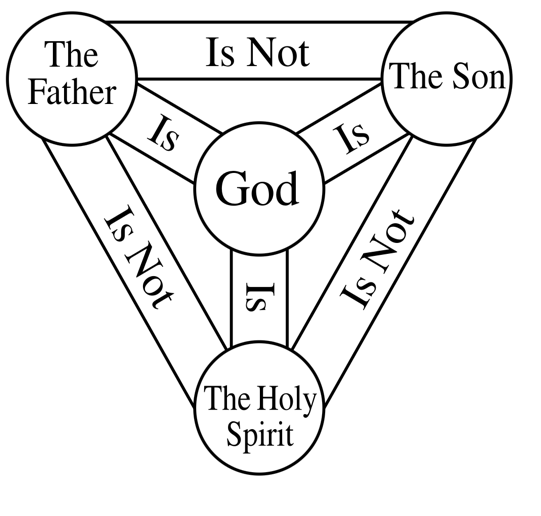 The
Father
Is Not
The Son
Is
Is
God
Is Not
Is
Is Not
The Holy
Spirit